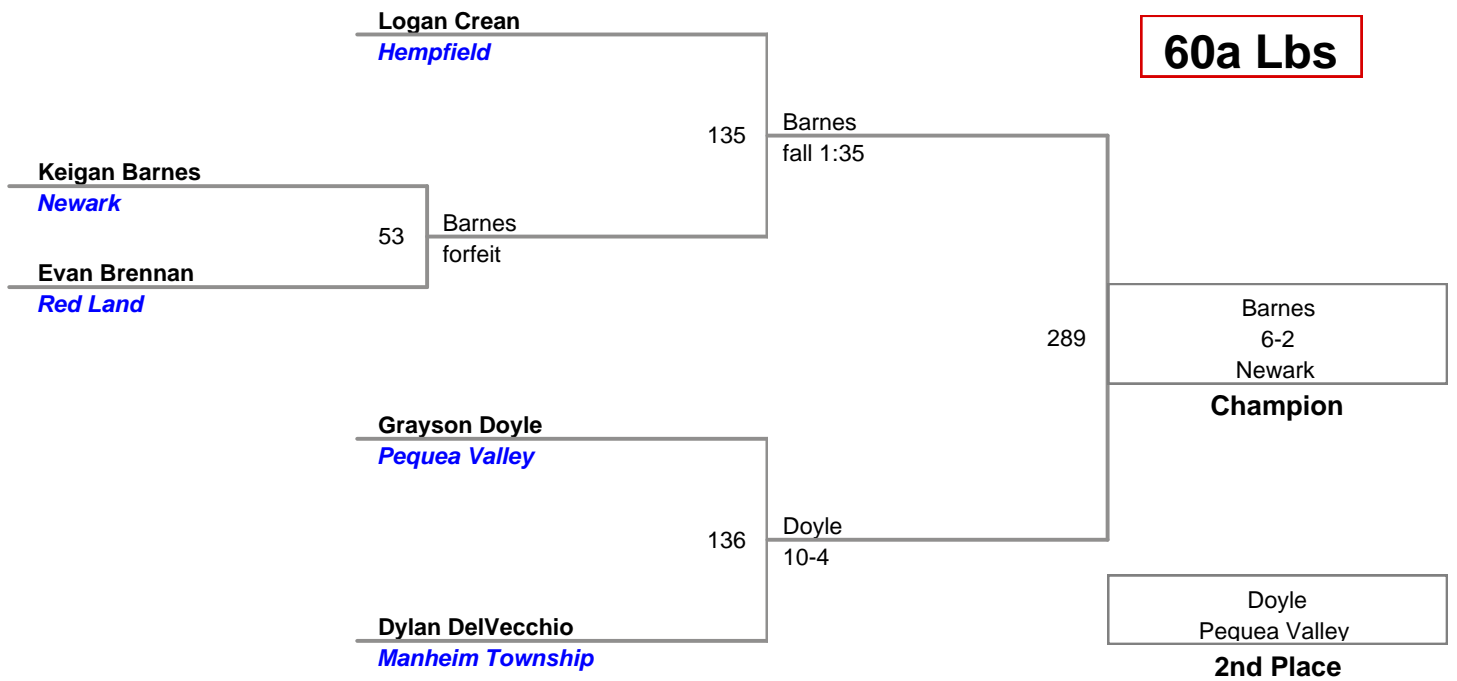 Logan Crean
Hempfield
60a Lbs
135
Barnes
fall 1:35
Keigan Barnes
Newark
53
Barnes
forfeit
Evan Brennan
Red Land
289
Barnes
6-2
Newark
Champion
Grayson Doyle
Pequea Valley
136
Doyle
10-4
Dylan DelVecchio
Manheim Township
Doyle
Pequea Valley
2nd Place